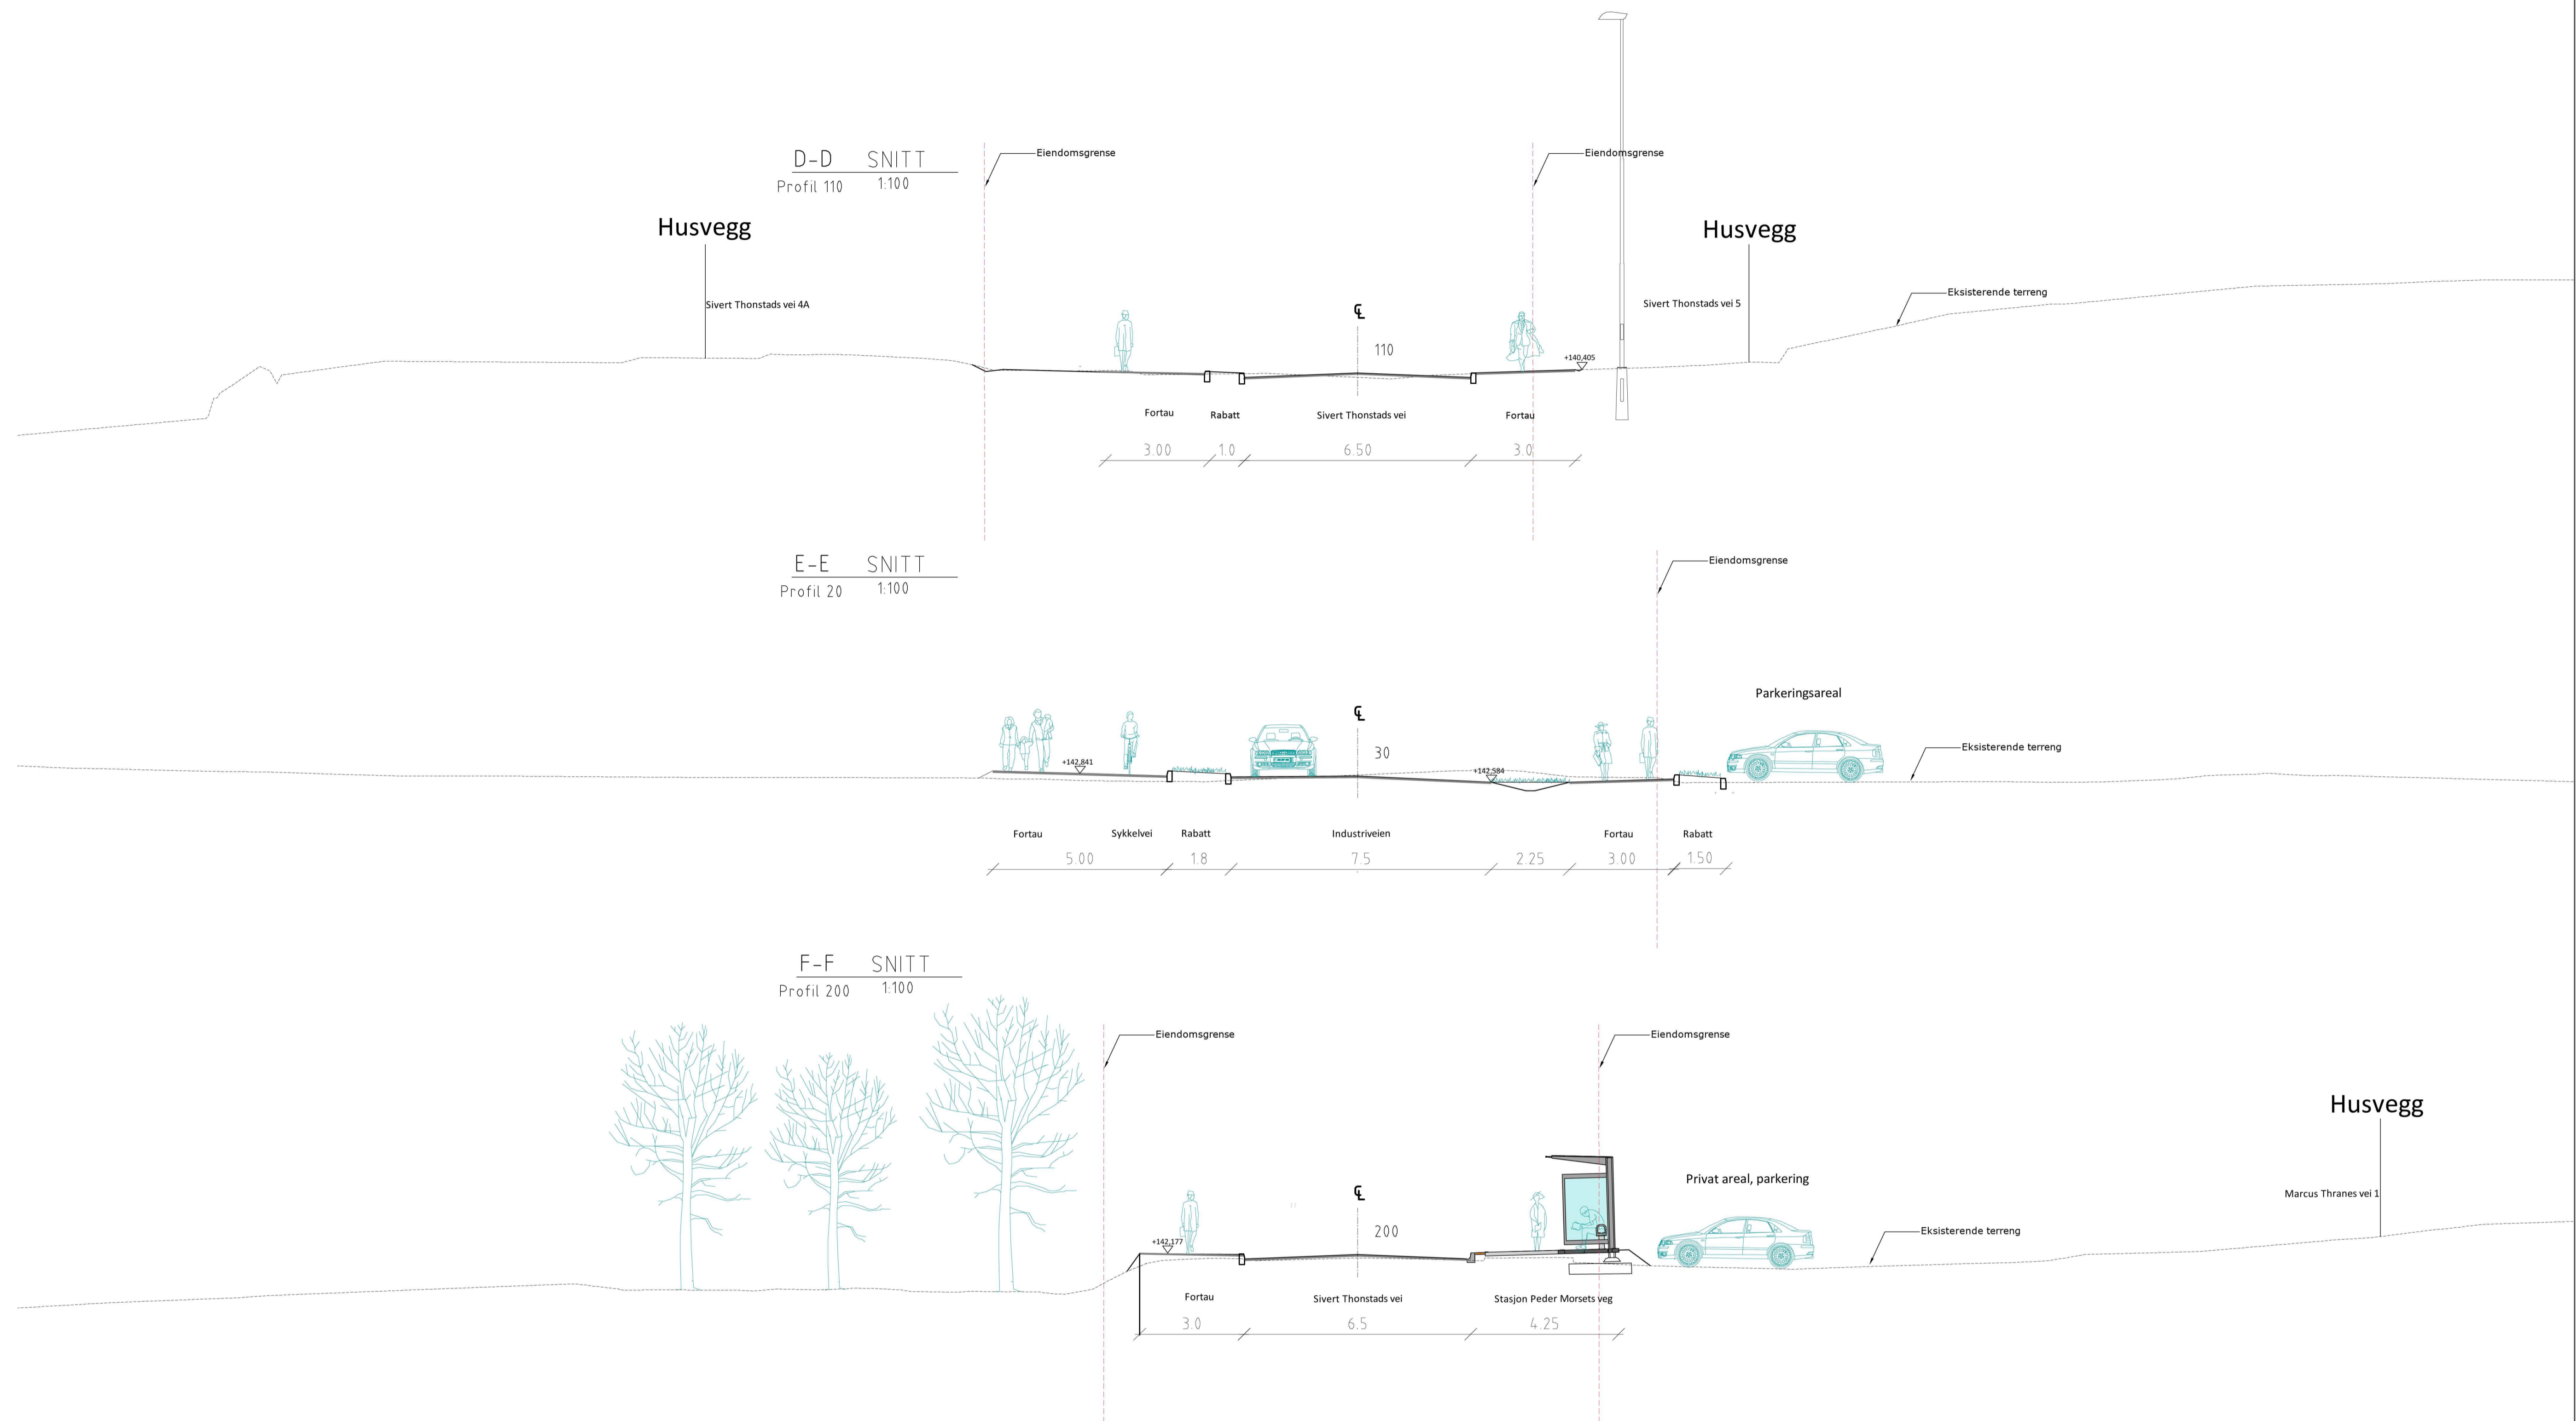 D-D SNITT
Profil 110 1:100
Eiendomsgrense
Eiendomsgrense
Husvegg
Husvegg
Sivert Thonstads vei 4A
Sivert Thonstads vei 5
Eksisterende terreng
CL
110
+140,405
Fortau Rabatt Sivert Thonstads vei Fortau
3.00 1.0 6.50 3.0
E-E SNITT
Profil 20 1:100
Eiendomsgrense
Parkeringsareal
CL
30
Eksisterende terreng
+142,841
+142,584
Fortau Sykkelvei Rabatt Industriveien Fortau Rabatt
5.00 1.8 7.5 2.25 3.00 1.50
F-F SNITT
Profil 200 1:100
Eiendomsgrense
Eiendomsgrense
Husvegg
Privat areal, parkering
Marcus Thranes vei 1
CL
200
Eksisterende terreng
+142,177
Fortau Sivert Thonstads vei Stasjon Peder Morsets veg
3.0 6.5 4.25